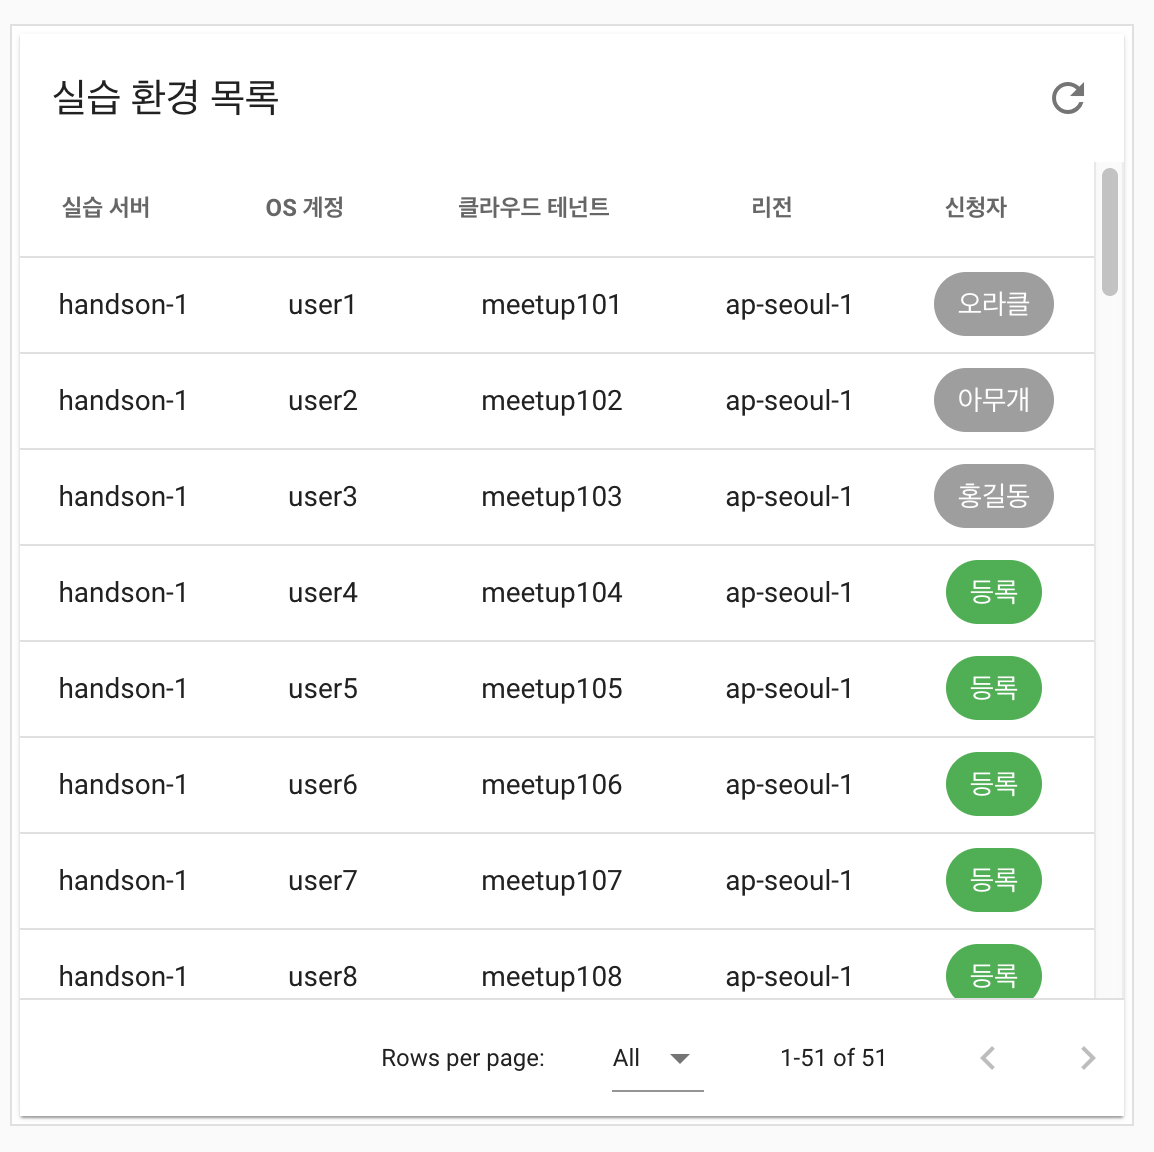 실습 환경 목록
실습 서버 OS 계정 클라우드 테넌트 리전 신청자
handson-1 user1 meetup101 ap-seoul-1 오라클
handson-1 user2 meetup102 ap-seoul-1 아무개
handson-1 user3 meetup103 ap-seoul-1 홍길동
handson-1 user4 meetup104 ap-seoul-1 등록
handson-1 user5 meetup105 ap-seoul-1 등록
handson-1 user6 meetup106 ap-seoul-1 등록
handson-1 user7 meetup107 ap-seoul-1 등록
handson-1 user8 meetup108 ap-seoul-1 등록
Rows per page: All 1-51 of 51